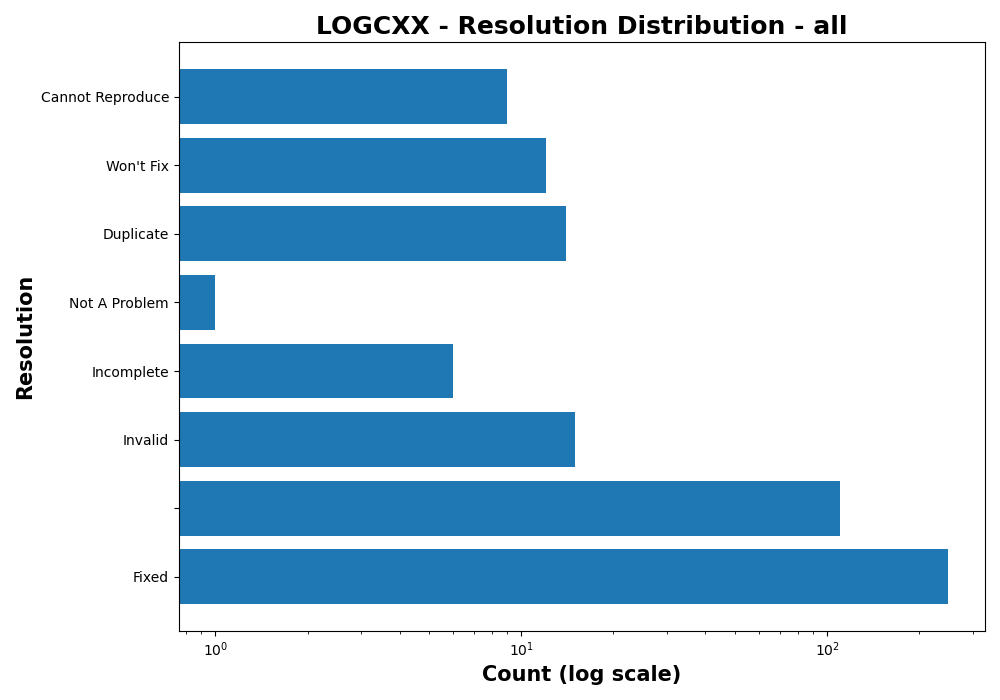 LOGCXX - Resolution Distribution - all
Cannot Reproduce
Won't Fix
Duplicate
Not A Problem
Incomplete
Invalid
Fixed
Resolution
10⁰
10¹
10²
Count (log scale)